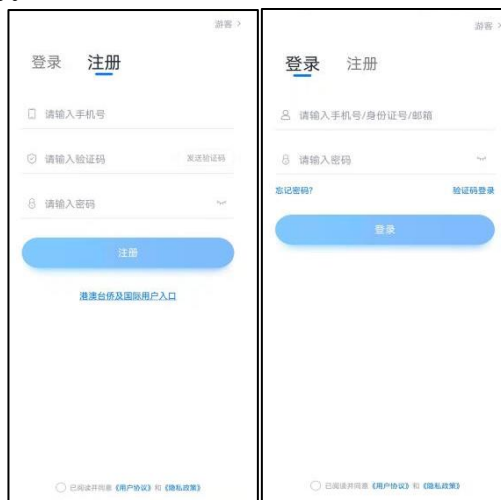 游客 >
登录 注册
请输入手机号
请输入验证码 发送验证码
请输入密码
注册
港澳台侨及国际用户入口
已阅读并同意《用户协议》和《隐私政策》
游客 >
登录 注册
请输入手机号/身份证号/邮箱
请输入密码
忘记密码? 验证码登录
登录
已阅读并同意《用户协议》和《隐私政策》